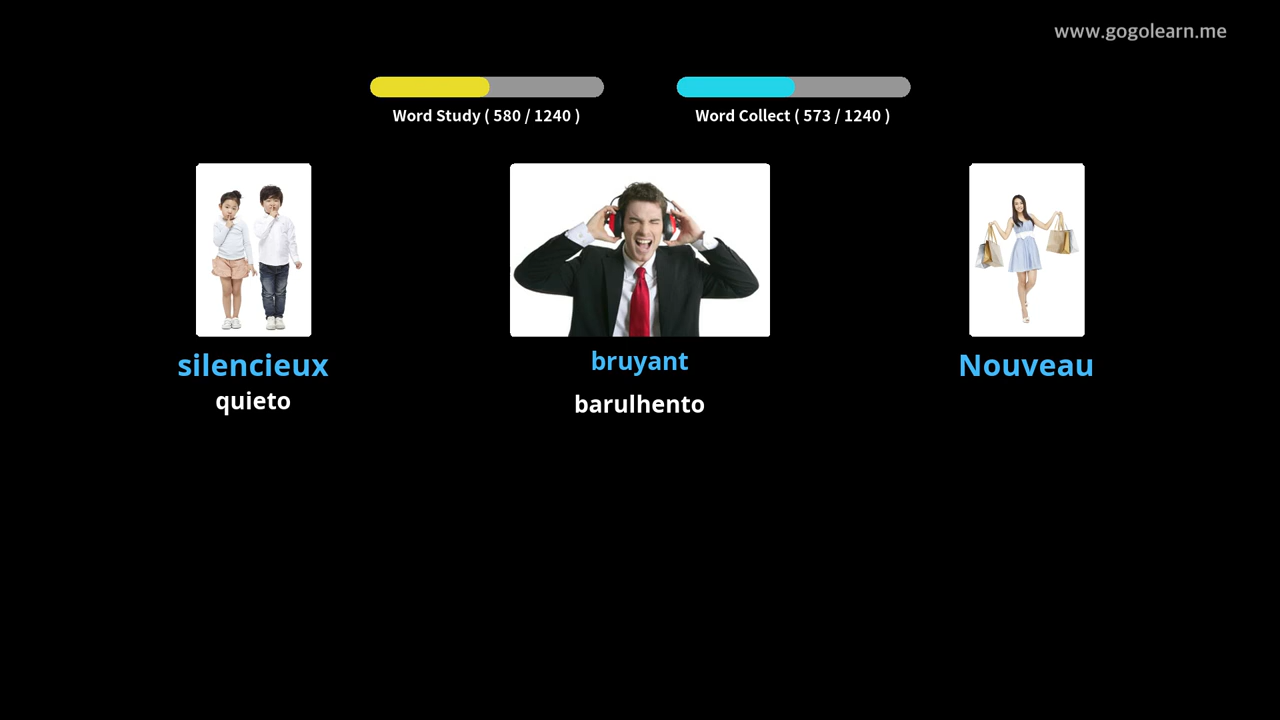 www.gogolearn.me
Word Study ( 580 / 1240 )
Word Collect ( 573 / 1240 )
silencieux
quieto
bruyant
barulhento
Nouveau